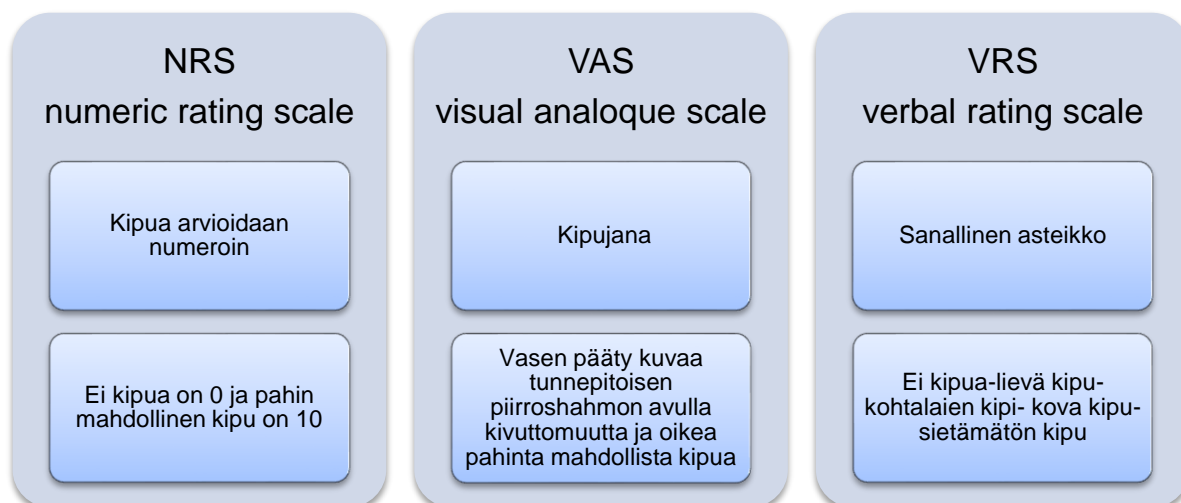 NRS
numeric rating scale
Kipua arvioidaan
numeroin
Ei kipua on 0 ja pahin
mahdollinen kipu on 10
VAS
visual analoque scale
Kipujana
Vasen pääty kuvaa
tunnepitoisen
piirroshahmon avulla
kivuttomuutta ja oikea
pahinta mahdollista kipua
VRS
verbal rating scale
Sanallinen asteikko
Ei kipua-lievä kipu-
kohtalaien kipi- kova kipu-
sietämätön kipu